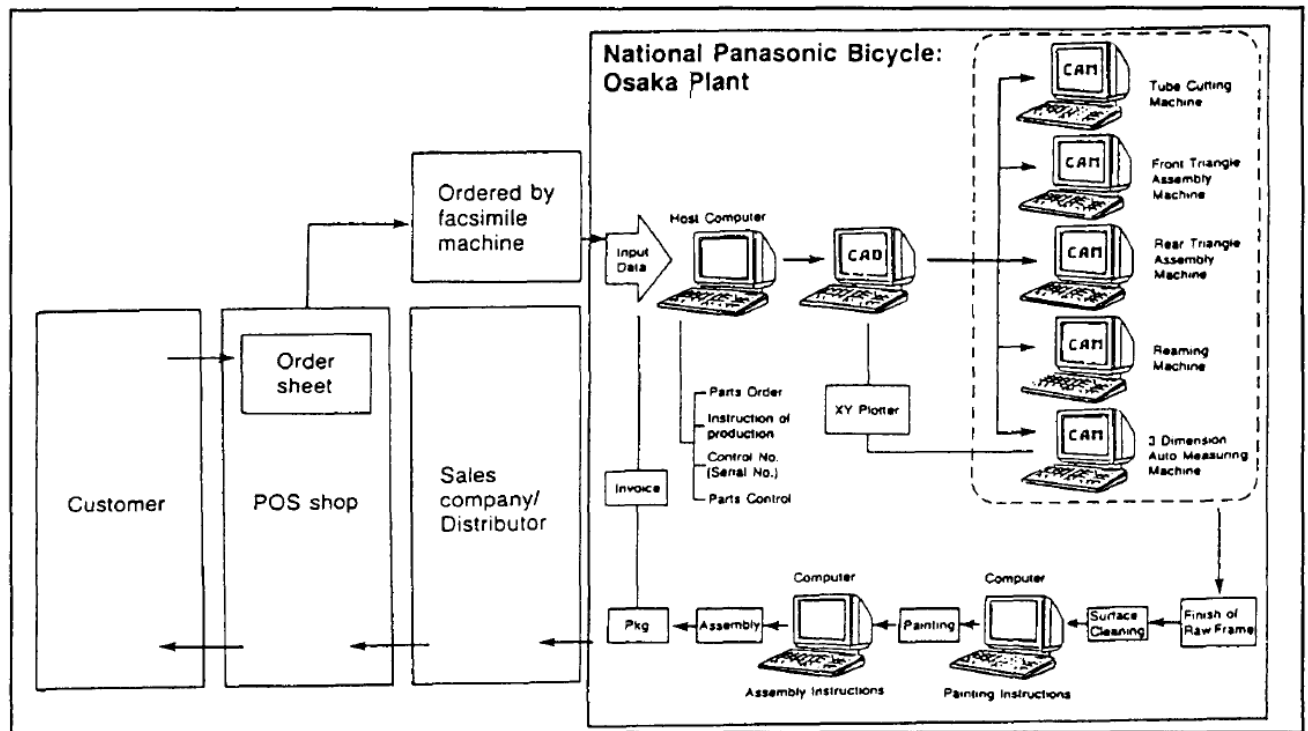 National Panasonic Bicycle:
Osaka Plant
CAM
Tube Cutting
Machine
CAM
Front Triangle
Assembly
Machine
Ordered by
facsimile
machine
Host Computer
Input
Data
CAD
CAM
Rear Triangle
Assembly
Machine
Order
sheet
CAM
Reaming
Machine
Parts Order
Instruction of
production
Control No.
(Serial No.)
Parts Control
XY Plotter
CAM
3 Dimension
Auto Measuring
Machine
Invoice
Customer
POS shop
Sales
company/
Distributor
Computer
Computer
Pkg
Assembly
Painting
Surface
Cleaning
Finish of
Raw Frame
Assembly Instructions
Painting Instructions